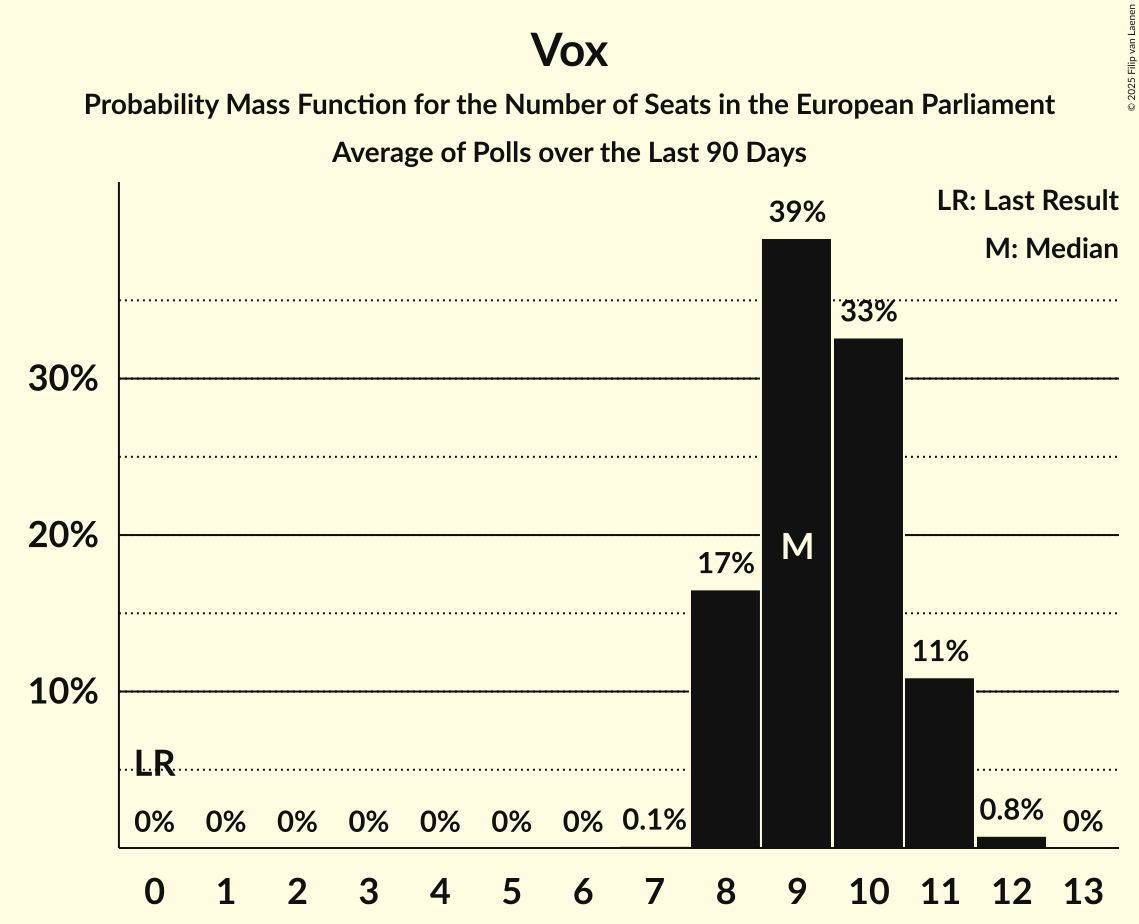 Vox
Probability Mass Function for the Number of Seats in the European Parliament
Average of Polls over the Last 90 Days
© 2025 Filip van Laenen
LR: Last Result
M: Median
39%
33%
30%
20%
M
17%
11%
10%
LR
0% 0% 0% 0% 0% 0% 0% 0.1% 0.8% 0%
0 1 2 3 4 5 6 7 8 9 10 11 12 13